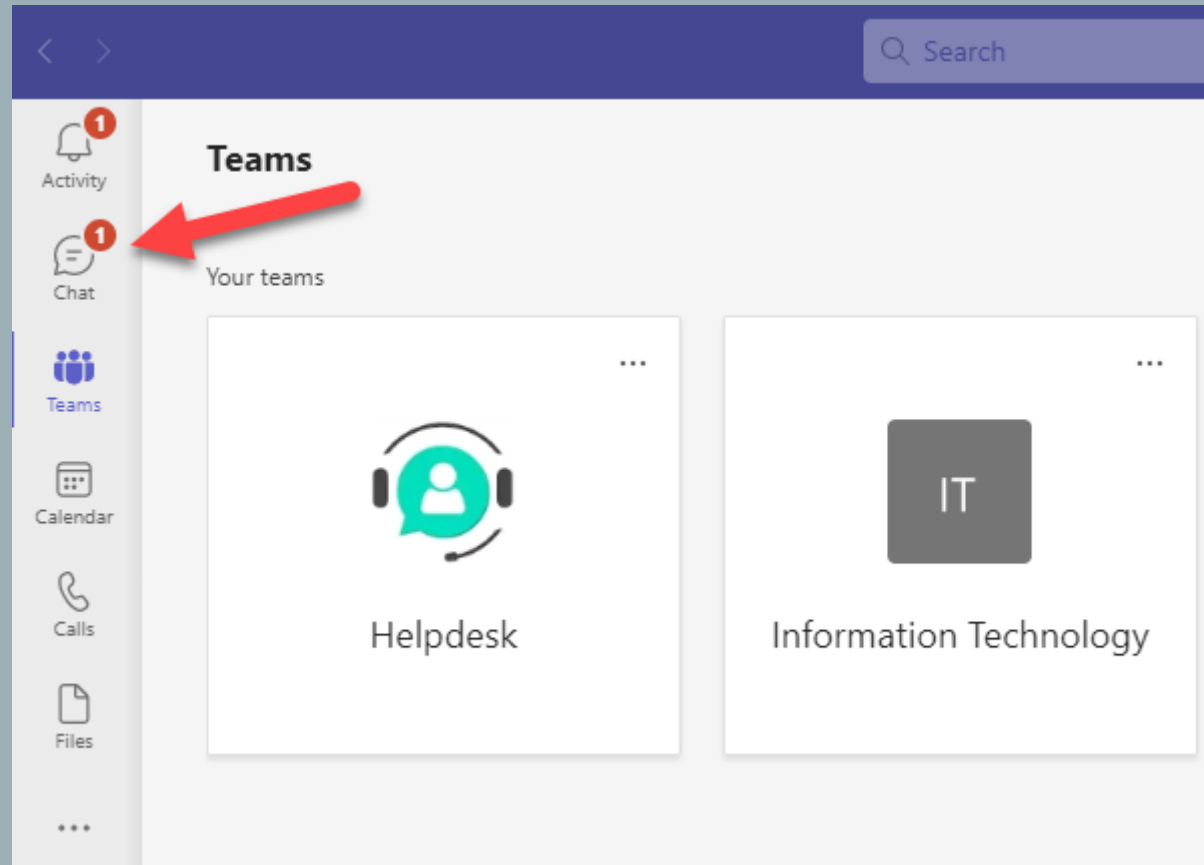 Search
1
Activity
Teams
1
Chat
Your teams
Teams
Calendar
IT
Calls
Helpdesk
Information Technology
Files